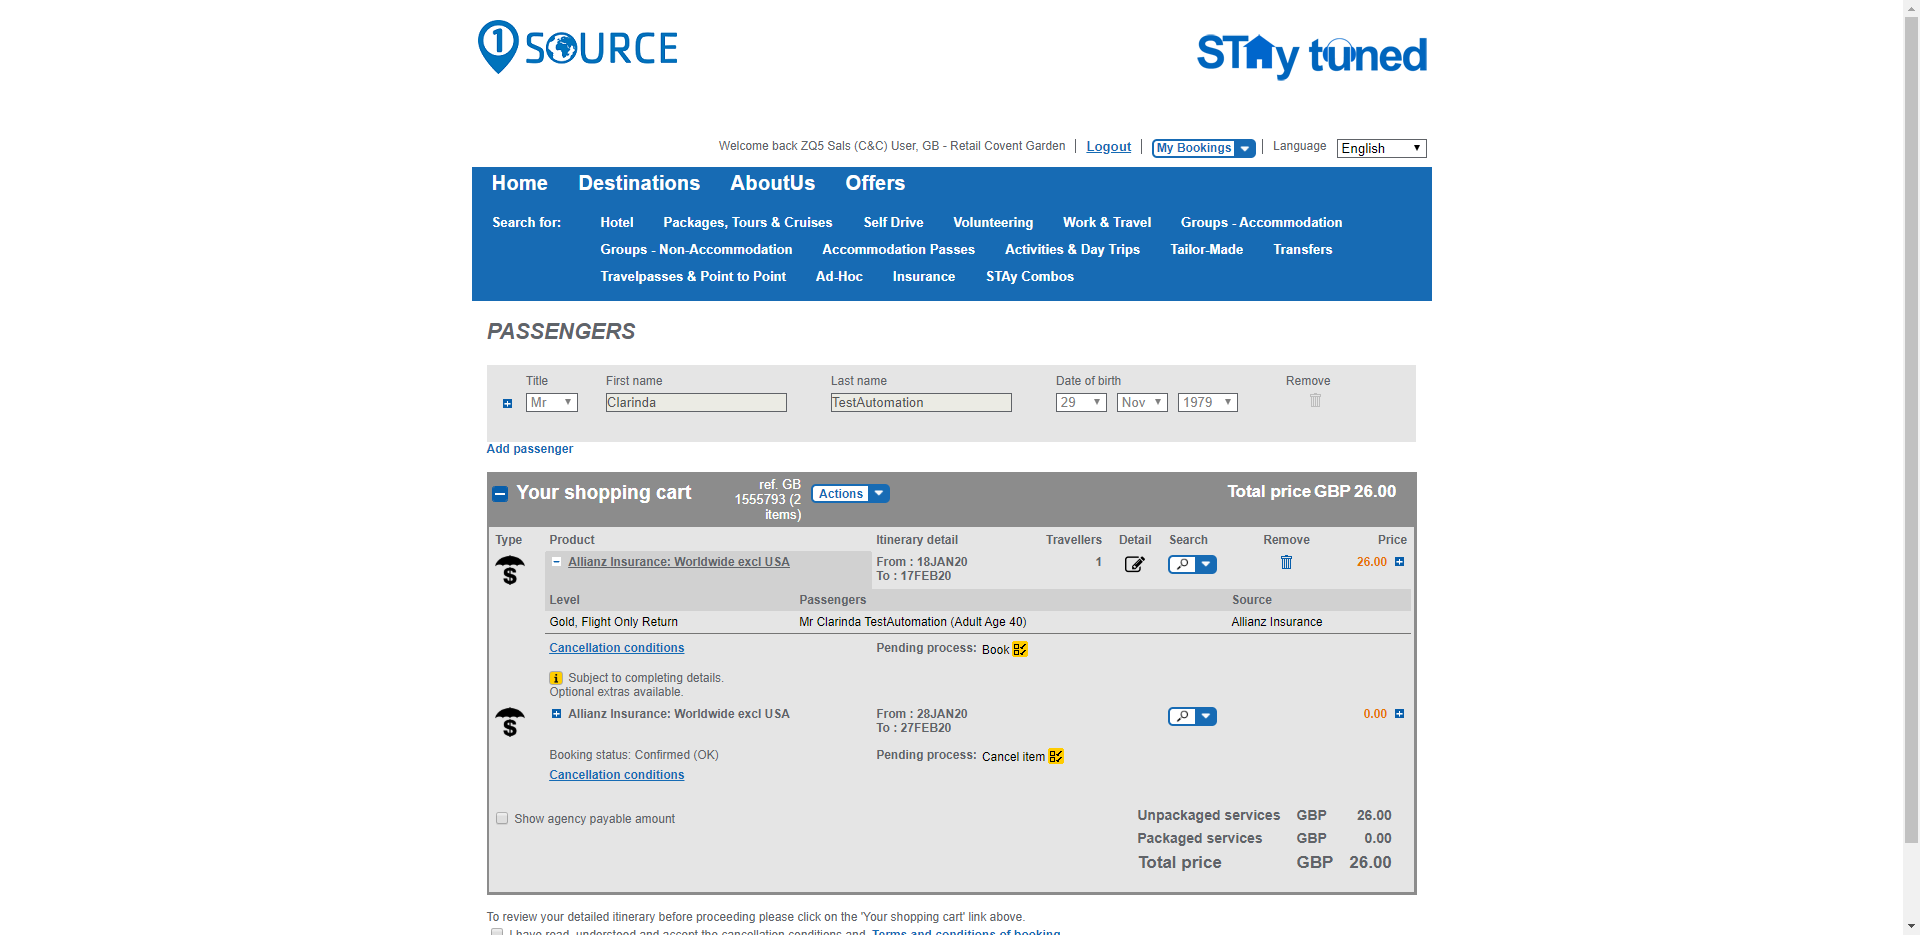 1 SOURCE
STAy tuned
Welcome back ZQ5 Sals (C&C) User, GB - Retail Covent Garden Logout My Bookings Language English
Home Destinations AboutUs Offers
Search for: Hotel Packages, Tours & Cruises Self Drive Volunteering Work & Travel Groups - Accommodation
Groups - Non-Accommodation Accommodation Passes Activities & Day Trips Tailor-Made Transfers
Travelpasses & Point to Point Ad-Hoc Insurance STAy Combos
PASSENGERS
Title First name Last name Date of birth Remove
Mr Clarinda TestAutomation 29 Nov 1979
Add passenger
Your shopping cart ref. GB 1555793 (2 items) Actions Total price GBP 26.00
Type Product Itinerary detail Travellers Detail Search Remove Price
Allianz Insurance: Worldwide excl USA From : 18JAN20 1 26.00
To : 17FEB20
Level Passengers Source
Gold, Flight Only Return Mr Clarinda TestAutomation (Adult Age 40) Allianz Insurance
Cancellation conditions Pending process: Book
Subject to completing details.
Optional extras available.
Allianz Insurance: Worldwide excl USA From : 28JAN20 0.00
To : 27FEB20
Booking status: Confirmed (OK) Pending process: Cancel item
Cancellation conditions
Show agency payable amount
Unpackaged services GBP 26.00
Packaged services GBP 0.00
Total price GBP 26.00
To review your detailed itinerary before proceeding please click on the 'Your shopping cart' link above.
I have read, understood and accept the cancellation conditions and Terms and conditions of booking